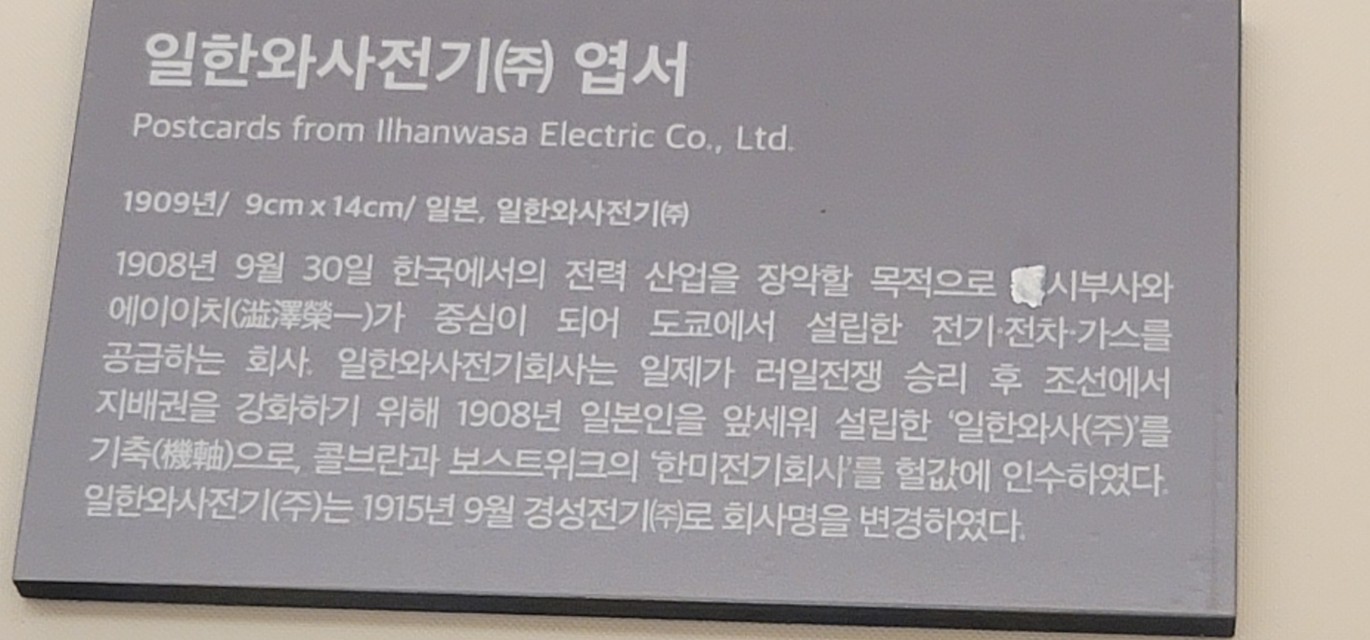 일한와사전기㈜ 엽서
Postcards from Ilhanwasa Electric Co., Ltd.
1909년/ 9cm x 14cm/ 일본, 일한와사전기㈜
1908년 9월 30일 한국에서의 전력 산업을 장악할 목적으로 시부사와
에이이치(澁澤榮一)가 중심이 되어 도쿄에서 설립한 전기·전차·가스를
공급하는 회사. 일한와사전기회사는 일제가 러일전쟁 승리 후 조선에서
지배권을 강화하기 위해 1908년 일본인을 앞세워 설립한 ‘일한와사(주)’를
기축(機軸)으로, 콜브란과 보스트위크의 ‘한미전기회사’를 헐값에 인수하였다.
일한와사전기(주)는 1915년 9월 경성전기㈜로 회사명을 변경하였다.